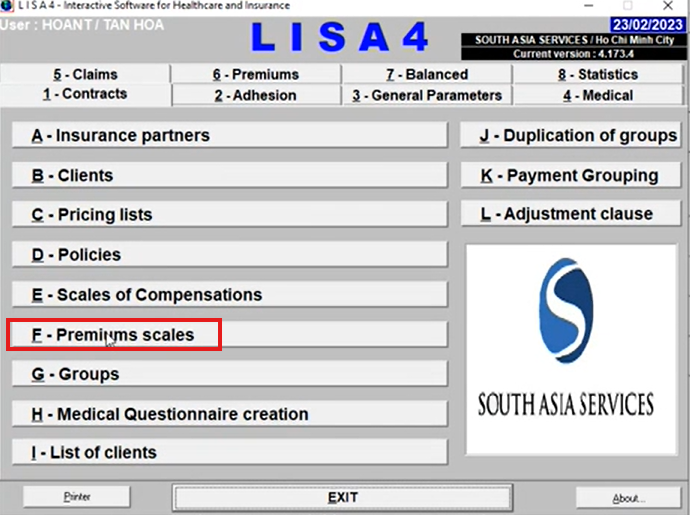 L I S A 4 - Interactive Software for Healthcare and Insurance
User : HOANT / TAN HOA
23/02/2023
LISA4
SOUTH ASIA SERVICES / Ho Chi Minh City
Current version : 4.173.4
5 - Claims
6 - Premiums
7 - Balanced
8 - Statistics
1 - Contracts
2 - Adhesion
3 - General Parameters
4 - Medical
A - Insurance partners
B - Clients
C - Pricing lists
D - Policies
E - Scales of Compensations
F - Premiums scales
G - Groups
H - Medical Questionnaire creation
I - List of clients
J - Duplication of groups
K - Payment Grouping
L - Adjustment clause
SOUTH ASIA SERVICES
Printer
EXIT
About...